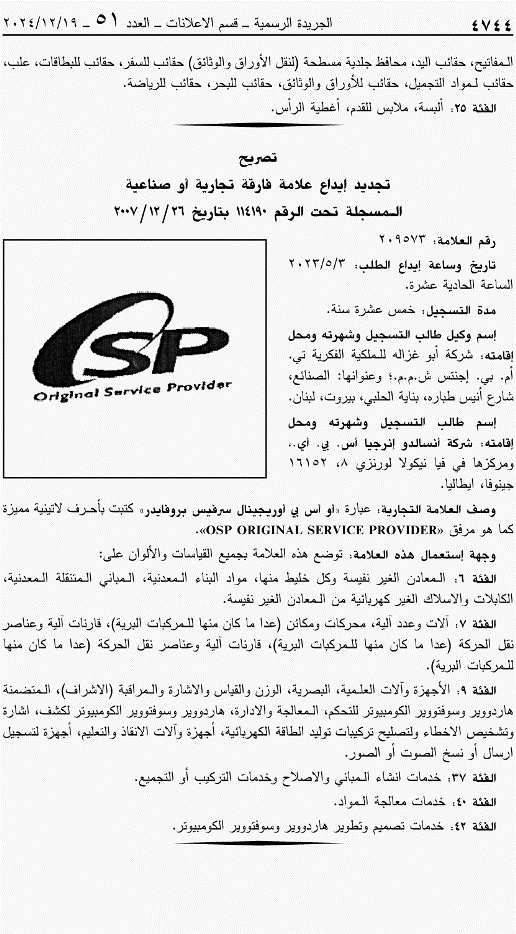 ٤٧٤٤
الجريدة الرسمية – قسم الاعلانات – العدد ٥١ – ٢٠٢٤/١٢/١٩
المفاتيح، حقائب اليد، محافظ جلدية مسطحة (لنقل الأوراق والوثائق) حقائب للسفر، حقائب للبطاقات، علب،
حقائب لمواد التجميل، حقائب للأوراق والوثائق، حقائب للبحر، حقائب للرياضة.
الفئة ٢٥: ألبسة، ملابس للقدم، أغطية الرأس.
تصريح
تجديد إيداع علامة فارقة تجارية أو صناعية
المسجلة تحت الرقم ١١٤١٩٠ بتاريخ ٢٠٠٧/١٢/٢٦
رقم العلامة: ٢٠٩٥٧٣
تاريخ وساعة إيداع الطلب: ٢٠٢٣/٥/٣
الساعة الحادية عشرة.
مدة التسجيل: خمس عشرة سنة.
إسم وكيل طالب التسجيل وشهرته ومحل
إقامته: شركة أبو غزاله للملكية الفكرية تي.
أم. بي. إجنتس ش.م.م.؛ وعنوانها: الصنائع،
شارع أنيس طباره، بناية الحلبي، بيروت، لبنان.
إسم طالب التسجيل وشهرته ومحل
إقامته: شركة أنسالدو إنرجيا أس. بي. أي.،
ومركزها في فيا نيكولا لورنزي ٨، ١٦١٥٢
جينوفا، ايطاليا.
OSP
Original Service Provider
وصف العلامة التجارية: عبارة «أو أس بي أوريجينال سرفيس بروفايدر» كتبت بأحرف لاتينية مميزة
كما هو مرفق «OSP ORIGINAL SERVICE PROVIDER».
وجهة إستعمال هذه العلامة: توضع هذه العلامة بجميع القياسات والألوان على:
الفئة ٦: المعادن الغير نفيسة وكل خليط منها، مواد البناء المعدنية، المباني المتنقلة المعدنية،
الكابلات والاسلاك الغير كهربائية من المعادن الغير نفيسة.
الفئة ٧: آلات وعدد آلية، محركات ومكائن (عدا ما كان منها للمركبات البرية)، قارنات آلية وعناصر
نقل الحركة (عدا ما كان منها للمركبات البرية)، قارنات آلية وعناصر نقل الحركة (عدا ما كان منها
للمركبات البرية).
الفئة ٩: الأجهزة وآلات العلمية، البصرية، الوزن والقياس والاشارة والمراقبة (الاشراف)، المتضمنة
هاردووير وسوفتووير الكومبيوتر للتحكم، المعالجة والادارة، هاردووير وسوفتووير الكومبيوتر لكشف، اشارة
وتشخيص الاخطاء ولتصليح تركيبات توليد الطاقة الكهربائية، أجهزة وآلات الانقاذ والتعليم، أجهزة لتسجيل
ارسال أو نسخ الصوت أو الصور.
الفئة ٣٧: خدمات انشاء المباني والاصلاح وخدمات التركيب أو التجميع.
الفئة ٤٠: خدمات معالجة المواد.
الفئة ٤٢: خدمات تصميم وتطوير هاردووير وسوفتووير الكومبيوتر.